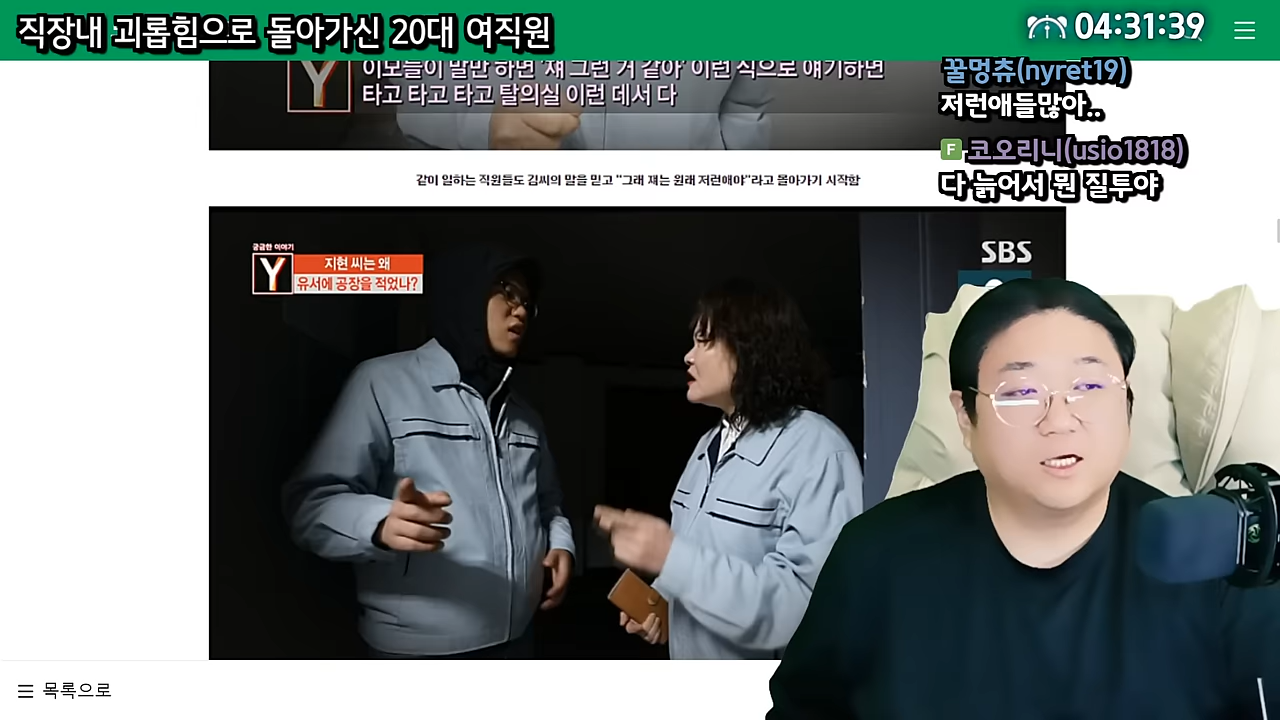 직장내 괴롭힘으로 돌아가신 20대 여직원
04:31:39
Y
이모들이 말만 하면 '쟤 그런 거 같아' 이런 식으로 얘기하면
타고 타고 타고 탈의실 이런 데서 다
꿀멍츄(nyret19)
저런애들많아..
F 코오리니(usio1818)
다 늙어서 뭔 질투야
같이 일하는 직원들도 김씨의 말을 믿고 "그래 쟤는 원래 저런애야"라고 몰아가기 시작함
궁금한 이야기
Y
지현 씨는 왜
유서에 공장을 적었나?
SBS
목록으로